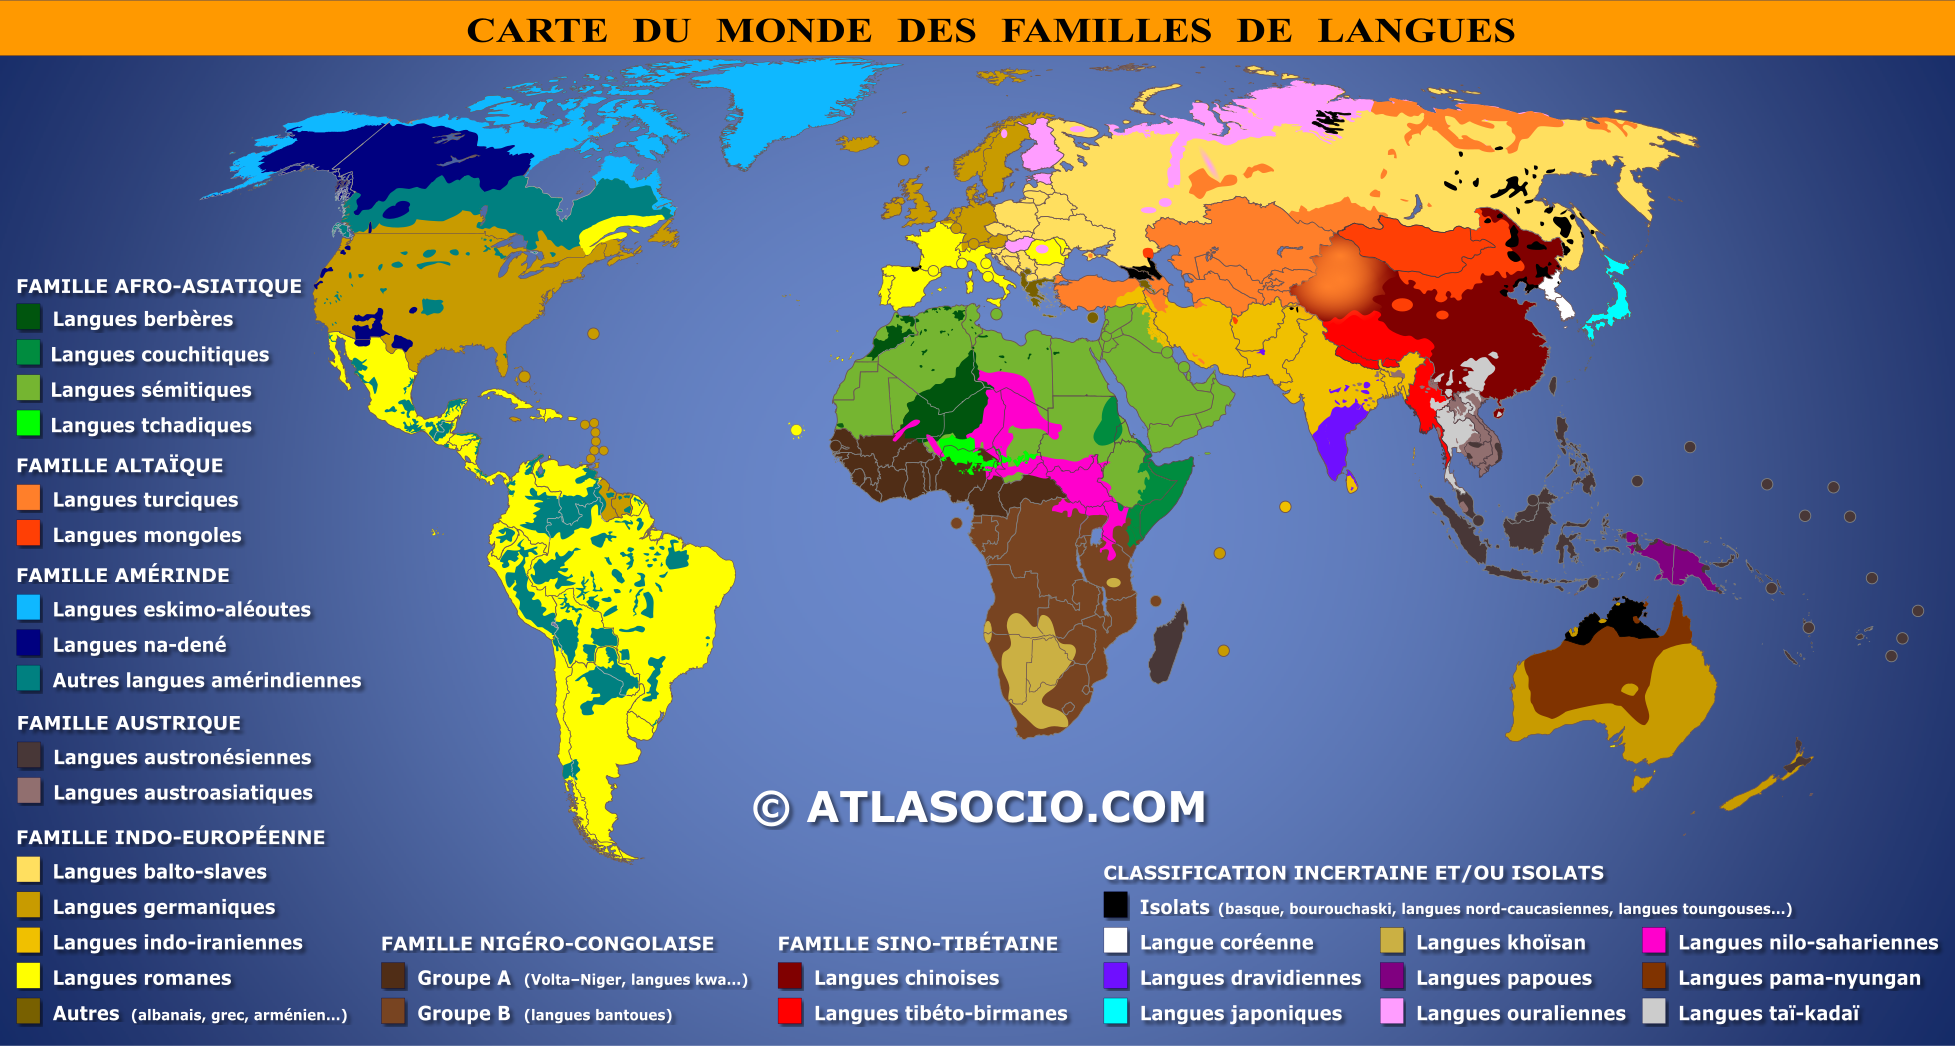 CARTE DU MONDE DES FAMILLES DE LANGUES
FAMILLE AFRO-ASIATIQUE
Langues berbères
Langues couchitiques
Langues sémitiques
Langues tchadiques
FAMILLE ALTAÏQUE
Langues turciques
Langues mongoles
FAMILLE AMÉRINDE
Langues eskimo-aléoutes
Langues na-dené
Autres langues amérindiennes
FAMILLE AUSTRIQUE
Langues austronésiennes
Langues austroasiatiques
FAMILLE INDO-EUROPÉENNE
Langues balto-slaves
Langues germaniques
Langues indo-iraniennes
Langues romanes
Autres (albanais, grec, arménien...)
FAMILLE NIGÉRO-CONGOLAISE
Groupe A (Volta–Niger, langues kwa...)
Groupe B (langues bantoues)
FAMILLE SINO-TIBÉTAINE
Langues chinoises
Langues tibéto-birmanes
© ATLASOCIO.COM
CLASSIFICATION INCERTAINE ET/OU ISOLATS
Isolats (basque, bourouchaski, langues nord-caucasiennes, langues toungouses...)
Langue coréenne
Langues dravidiennes
Langues japoniques
Langues khoïsan
Langues papoues
Langues ouraliennes
Langues nilo-sahariennes
Langues pama-nyungan
Langues taï-kadaï